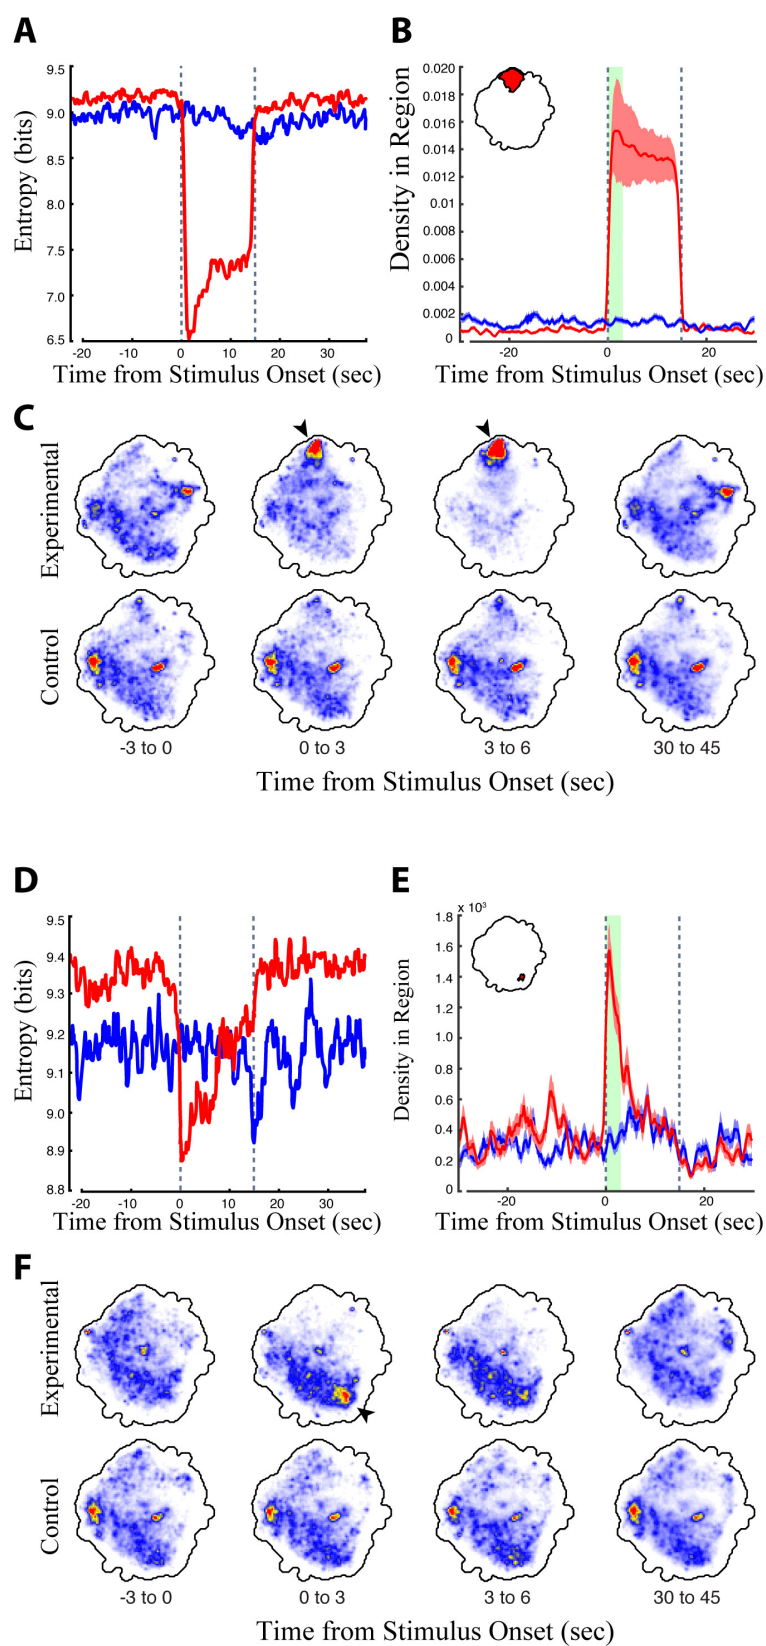 A
B
Entropy (bits)
9.5
9.0
8.5
8.0
7.5
7.0
6.5
-20
-10
0
10
20
30
Time from Stimulus Onset (sec)
Density in Region
0.020
0.018
0.016
0.014
0.012
0.010
0.008
0.006
0.004
0.002
0
-20
0
20
Time from Stimulus Onset (sec)
C
Experimental
Control
-3 to 0
0 to 3
3 to 6
30 to 45
Time from Stimulus Onset (sec)
D
E
Entropy (bits)
9.5
9.4
9.3
9.2
9.1
9.0
8.9
8.8
-20
-10
0
10
20
30
Time from Stimulus Onset (sec)
Density in Region
x 10³
1.8
1.6
1.4
1.2
1.0
0.8
0.6
0.4
0.2
0
-20
0
20
Time from Stimulus Onset (sec)
F
Experimental
Control
-3 to 0
0 to 3
3 to 6
30 to 45
Time from Stimulus Onset (sec)